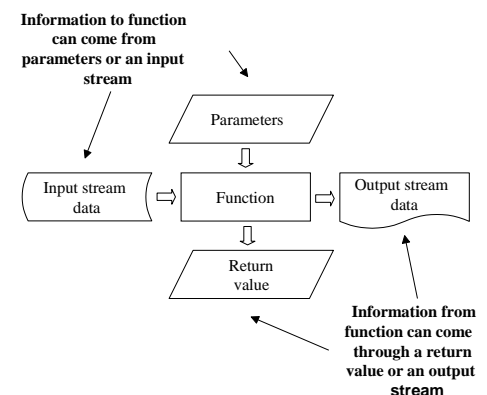 Information to function
can come from
parameters or an input
stream
Parameters
Input stream
data
Function
Output stream
data
Return
value
Information from
function can come
through a return
value or an output
stream